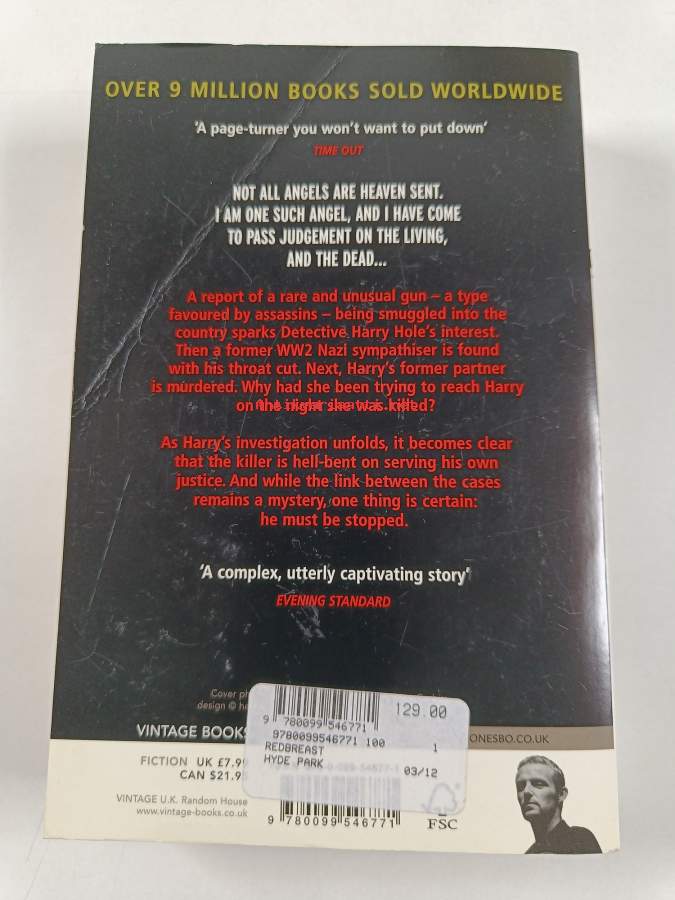 OVER 9 MILLION BOOKS SOLD WORLDWIDE
'A page-turner you won't want to put down'
TIME OUT
NOT ALL ANGELS ARE HEAVEN SENT.
I AM ONE SUCH ANGEL, AND I HAVE COME
TO PASS JUDGEMENT ON THE LIVING,
AND THE DEAD...
A report of a rare and unusual gun – a type
favoured by assassins – being smuggled into the
country sparks Detective Harry Hole's interest.
Then a former WW2 Nazi sympathiser is found
with his throat cut. Next, Harry's former partner
is murdered. Why had she been trying to reach Harry
on the night she was killed?
As Harry's investigation unfolds, it becomes clear
that the killer is hell-bent on serving his own
justice. And while the link between the cases
remains a mystery, one thing is certain:
he must be stopped.
'A complex, utterly captivating story'
EVENING STANDARD
Cover
design ©
VINTAGE BOOKS
ONESBO.CO.UK
129.00
9 780099 546771
9780099546771 100 1
REDBREAST
HYDE PARK
03/12
FICTION UK £7.99
CAN $21.95
VINTAGE U.K. Random House
www.vintage-books.co.uk
9 780099 546771
FSC